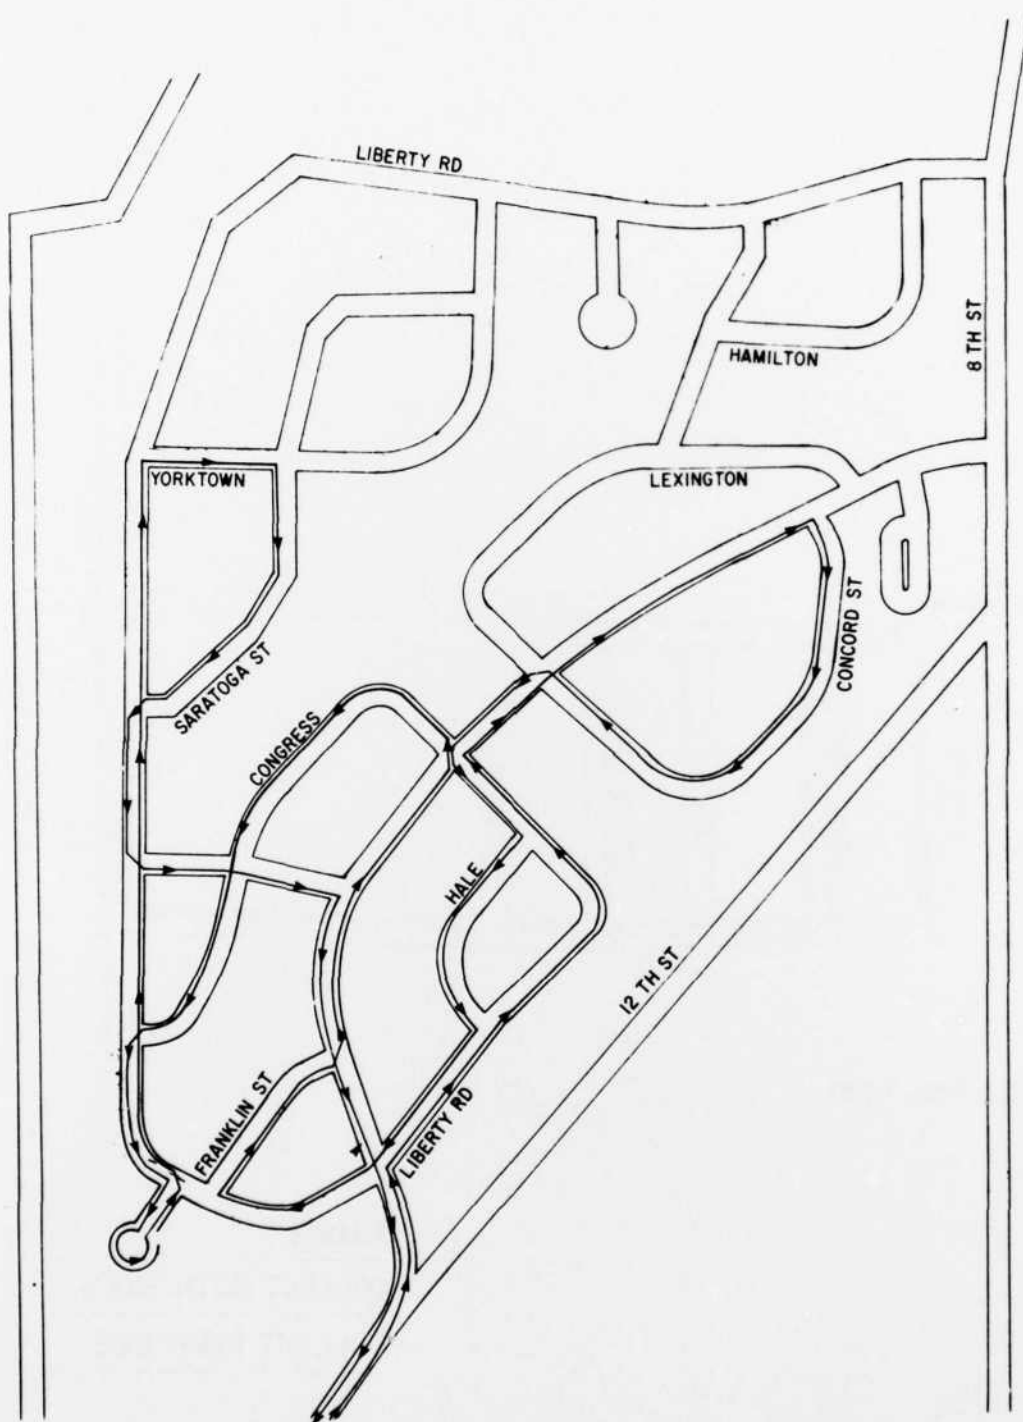 LIBERTY RD
8 TH ST
HAMILTON
YORKTOWN
LEXINGTON
CONCORD ST
SARATOGA ST
CONGRESS
HALE
12 TH ST
FRANKLIN ST
LIBERTY RD